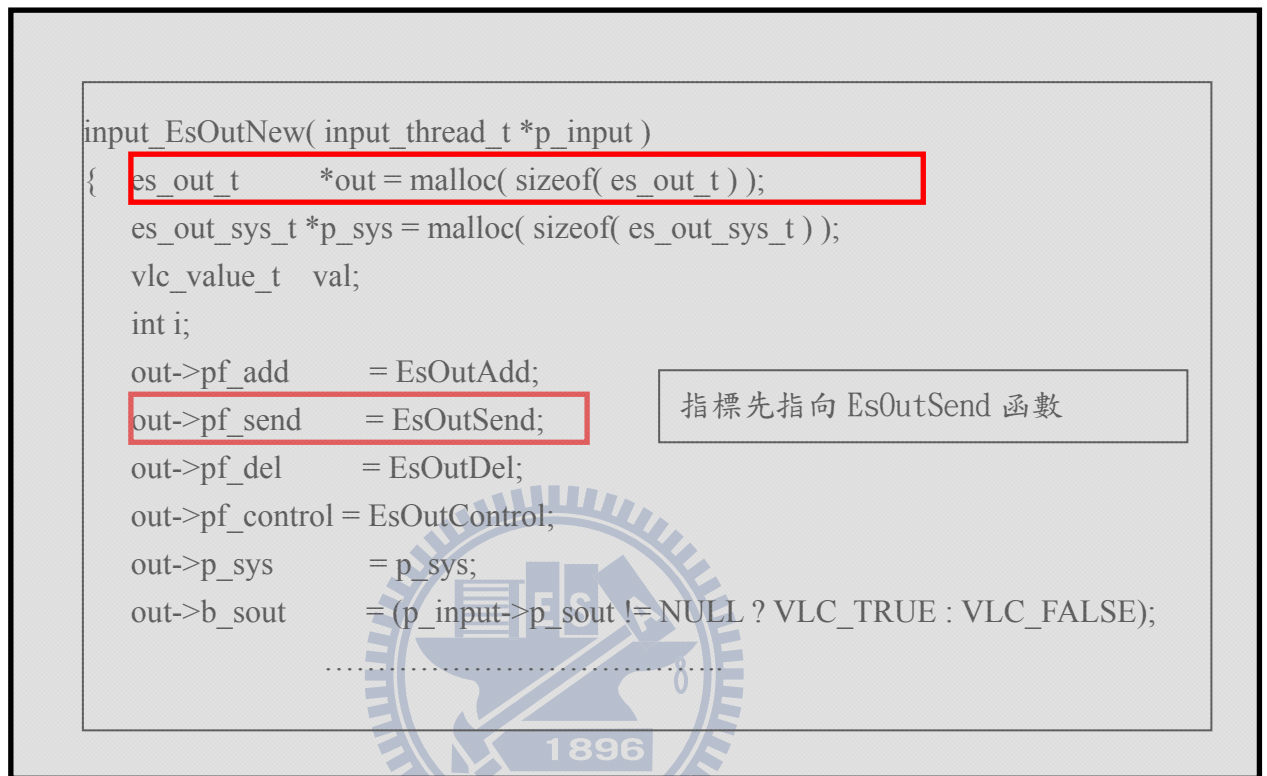 input_EsOutNew( input_thread_t *p_input )
{ es_out_t *out = malloc( sizeof( es_out_t ) );
es_out_sys_t *p_sys = malloc( sizeof( es_out_sys_t ) );
vlc_value_t val;
int i;
out->pf_add = EsOutAdd;
out->pf_send = EsOutSend;
指標先指向 EsOutSend 函數
out->pf_del = EsOutDel;
out->pf_control = EsOutControl;
out->p_sys = p_sys;
out->b_sout = (p_input->p_sout != NULL ? VLC_TRUE : VLC_FALSE);
………………………………..
E S A
1896